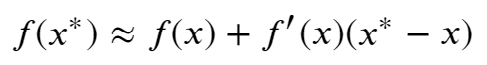 f(x*) ≈ f(x) + f′(x)(x* − x)